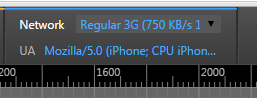 Network Regular 3G (750 KB/s 1
UA Mozilla/5.0 (iPhone; CPU iPhon...
200 1600 2000